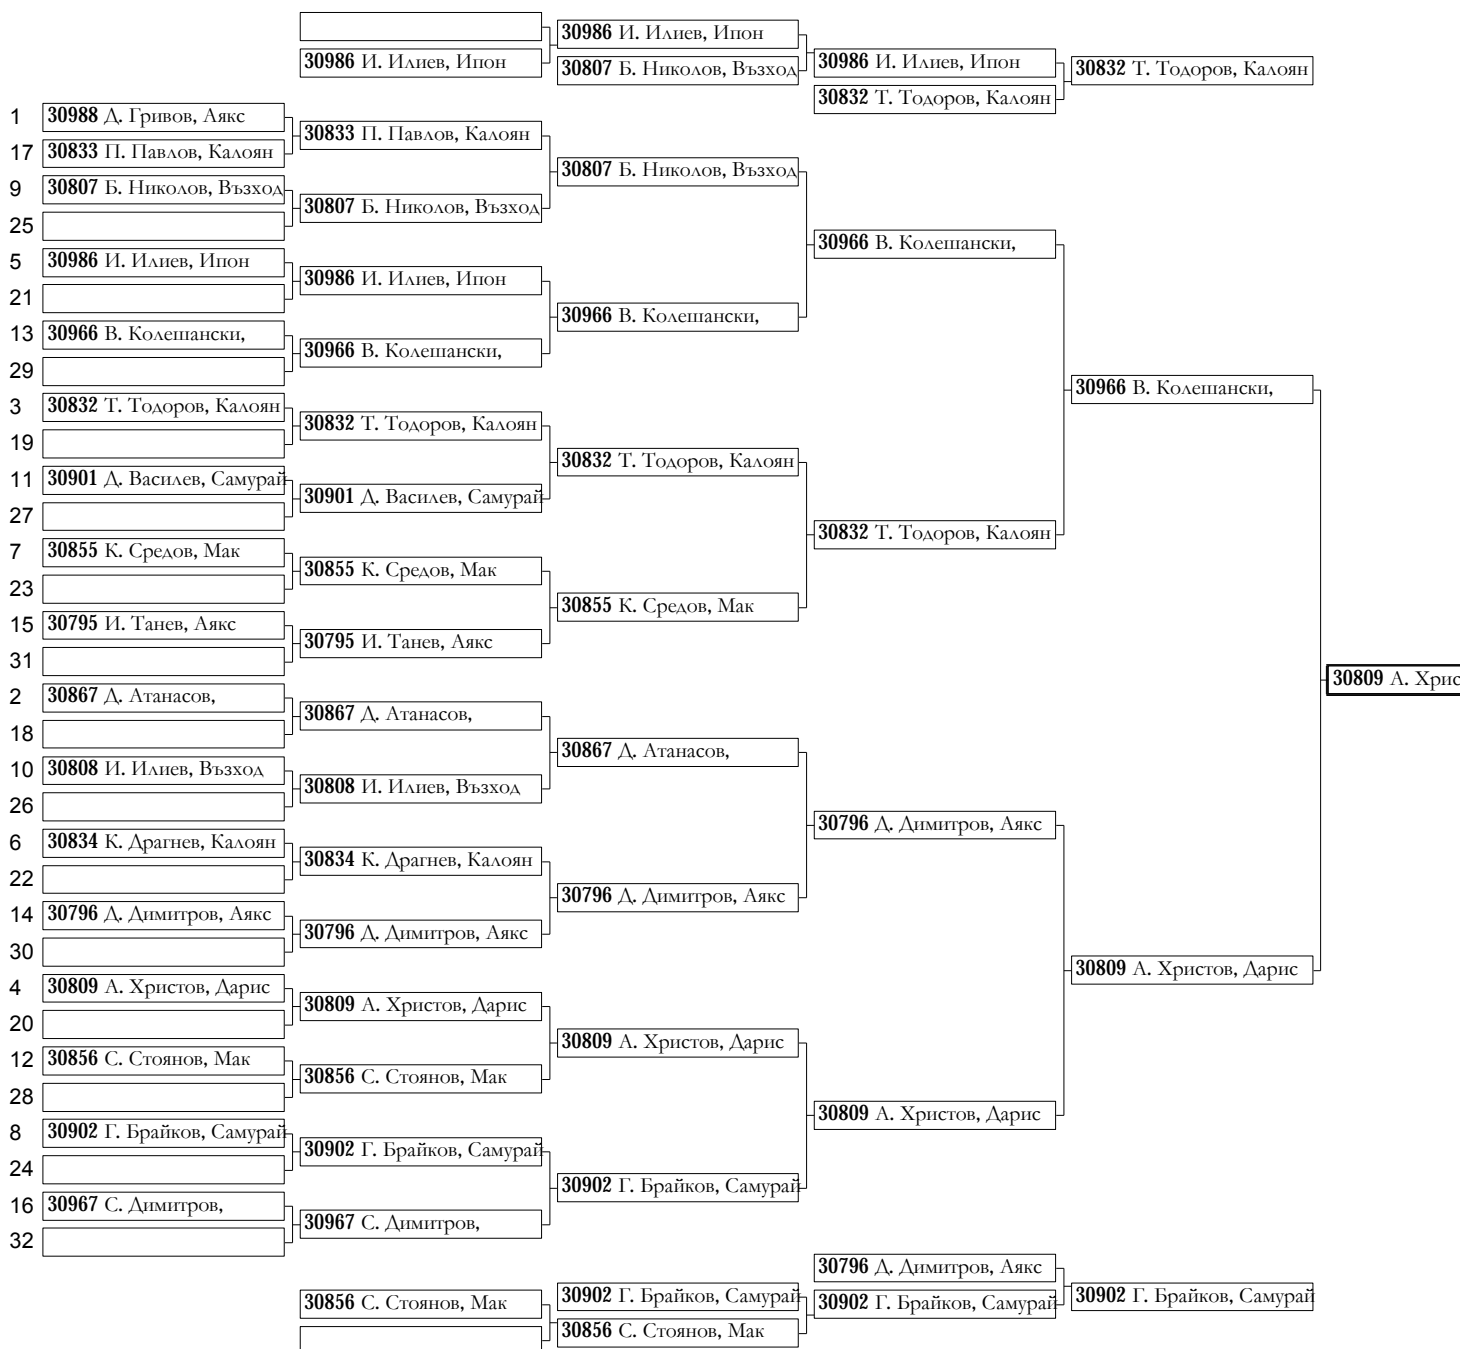 30986 И. Илиев, Ипон
30986 И. Илиев, Ипон
30807 Б. Николов, Възход
30986 И. Илиев, Ипон
30832 Т. Тодоров, Калоян
30832 Т. Тодоров, Калоян
1 30988 Д. Гривов, Аякс
17 30833 П. Павлов, Калоян
9 30807 Б. Николов, Възход
25
5 30986 И. Илиев, Ипон
21
13 30966 В. Колешански,
29
3 30832 Т. Тодоров, Калоян
19
11 30901 Д. Василев, Самурай
27
7 30855 К. Средов, Мак
23
15 30795 И. Танев, Аякс
31
2 30867 Д. Атанасов,
18
10 30808 И. Илиев, Възход
26
6 30834 К. Драгнев, Калоян
22
14 30796 Д. Димитров, Аякс
30
4 30809 А. Христов, Дарис
20
12 30856 С. Стоянов, Мак
28
8 30902 Г. Брайков, Самурай
24
16 30967 С. Димитров,
32
30833 П. Павлов, Калоян
30807 Б. Николов, Възход
30986 И. Илиев, Ипон
30966 В. Колешански,
30832 Т. Тодоров, Калоян
30901 Д. Василев, Самурай
30855 К. Средов, Мак
30795 И. Танев, Аякс
30867 Д. Атанасов,
30808 И. Илиев, Възход
30834 К. Драгнев, Калоян
30796 Д. Димитров, Аякс
30809 А. Христов, Дарис
30856 С. Стоянов, Мак
30902 Г. Брайков, Самурай
30967 С. Димитров,
30807 Б. Николов, Възход
30966 В. Колешански,
30832 Т. Тодоров, Калоян
30855 К. Средов, Мак
30867 Д. Атанасов,
30796 Д. Димитров, Аякс
30809 А. Христов, Дарис
30902 Г. Брайков, Самурай
30966 В. Колешански,
30832 Т. Тодоров, Калоян
30796 Д. Димитров, Аякс
30809 А. Христов, Дарис
30966 В. Колешански,
30809 А. Христов, Дарис
30809 А. Хрис
30856 С. Стоянов, Мак
30902 Г. Брайков, Самурай
30856 С. Стоянов, Мак
30796 Д. Димитров, Аякс
30902 Г. Брайков, Самурай
30902 Г. Брайков, Самурай